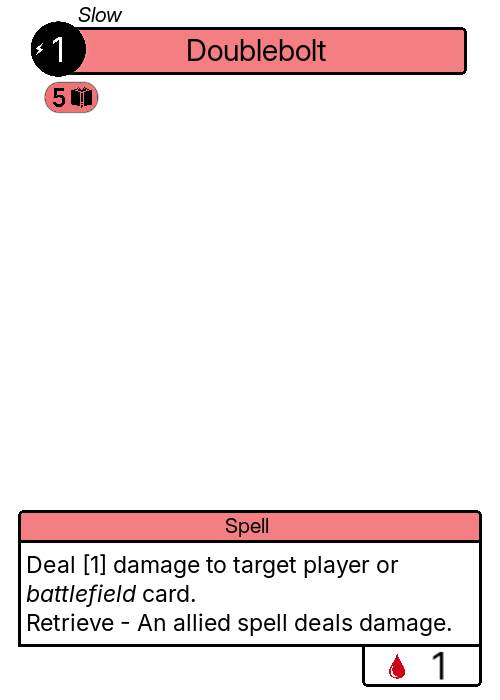 Slow
1 Doublebolt
5
Spell
Deal [1] damage to target player or
battlefield card.
Retrieve - An allied spell deals damage.
1